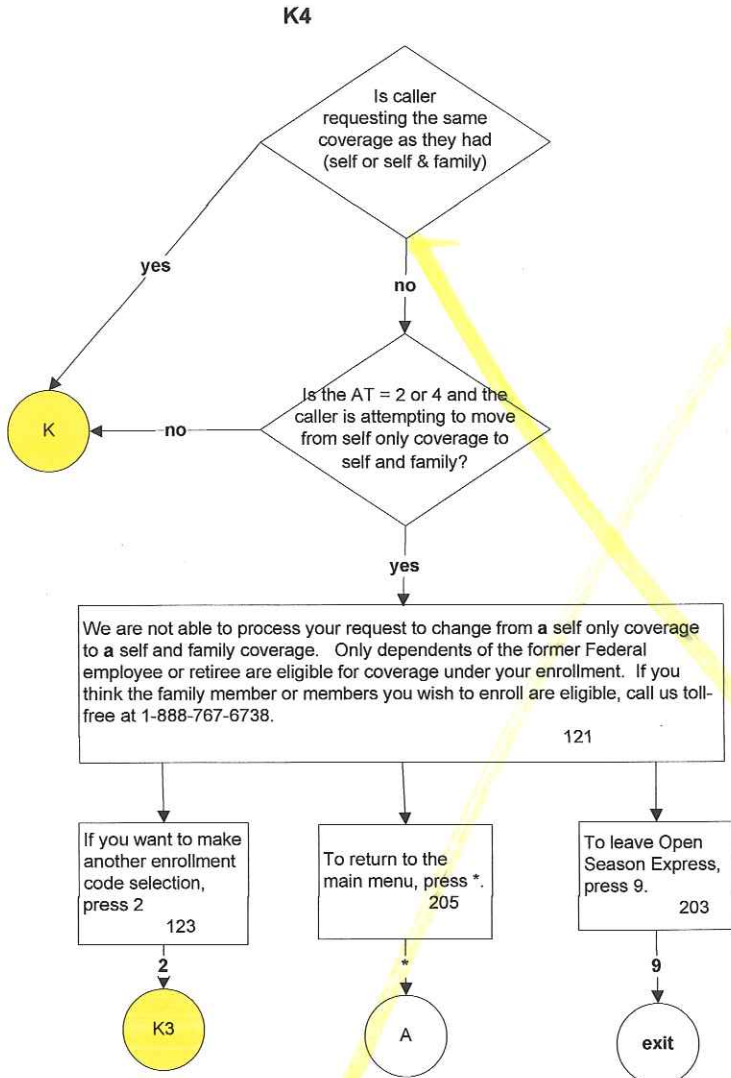 K4
Is caller
requesting the same
coverage as they had
(self or self & family)
yes
no
Is the AT = 2 or 4 and the
caller is attempting to move
from self only coverage to
self and family?
K
no
yes
We are not able to process your request to change from a self only coverage
to a self and family coverage. Only dependents of the former Federal
employee or retiree are eligible for coverage under your enrollment. If you
think the family member or members you wish to enroll are eligible, call us toll-
free at 1-888-767-6738.
121
If you want to make
another enrollment
code selection,
press 2
123
To return to the
main menu, press *.
205
To leave Open
Season Express,
press 9.
203
2
*
9
K3
A
exit